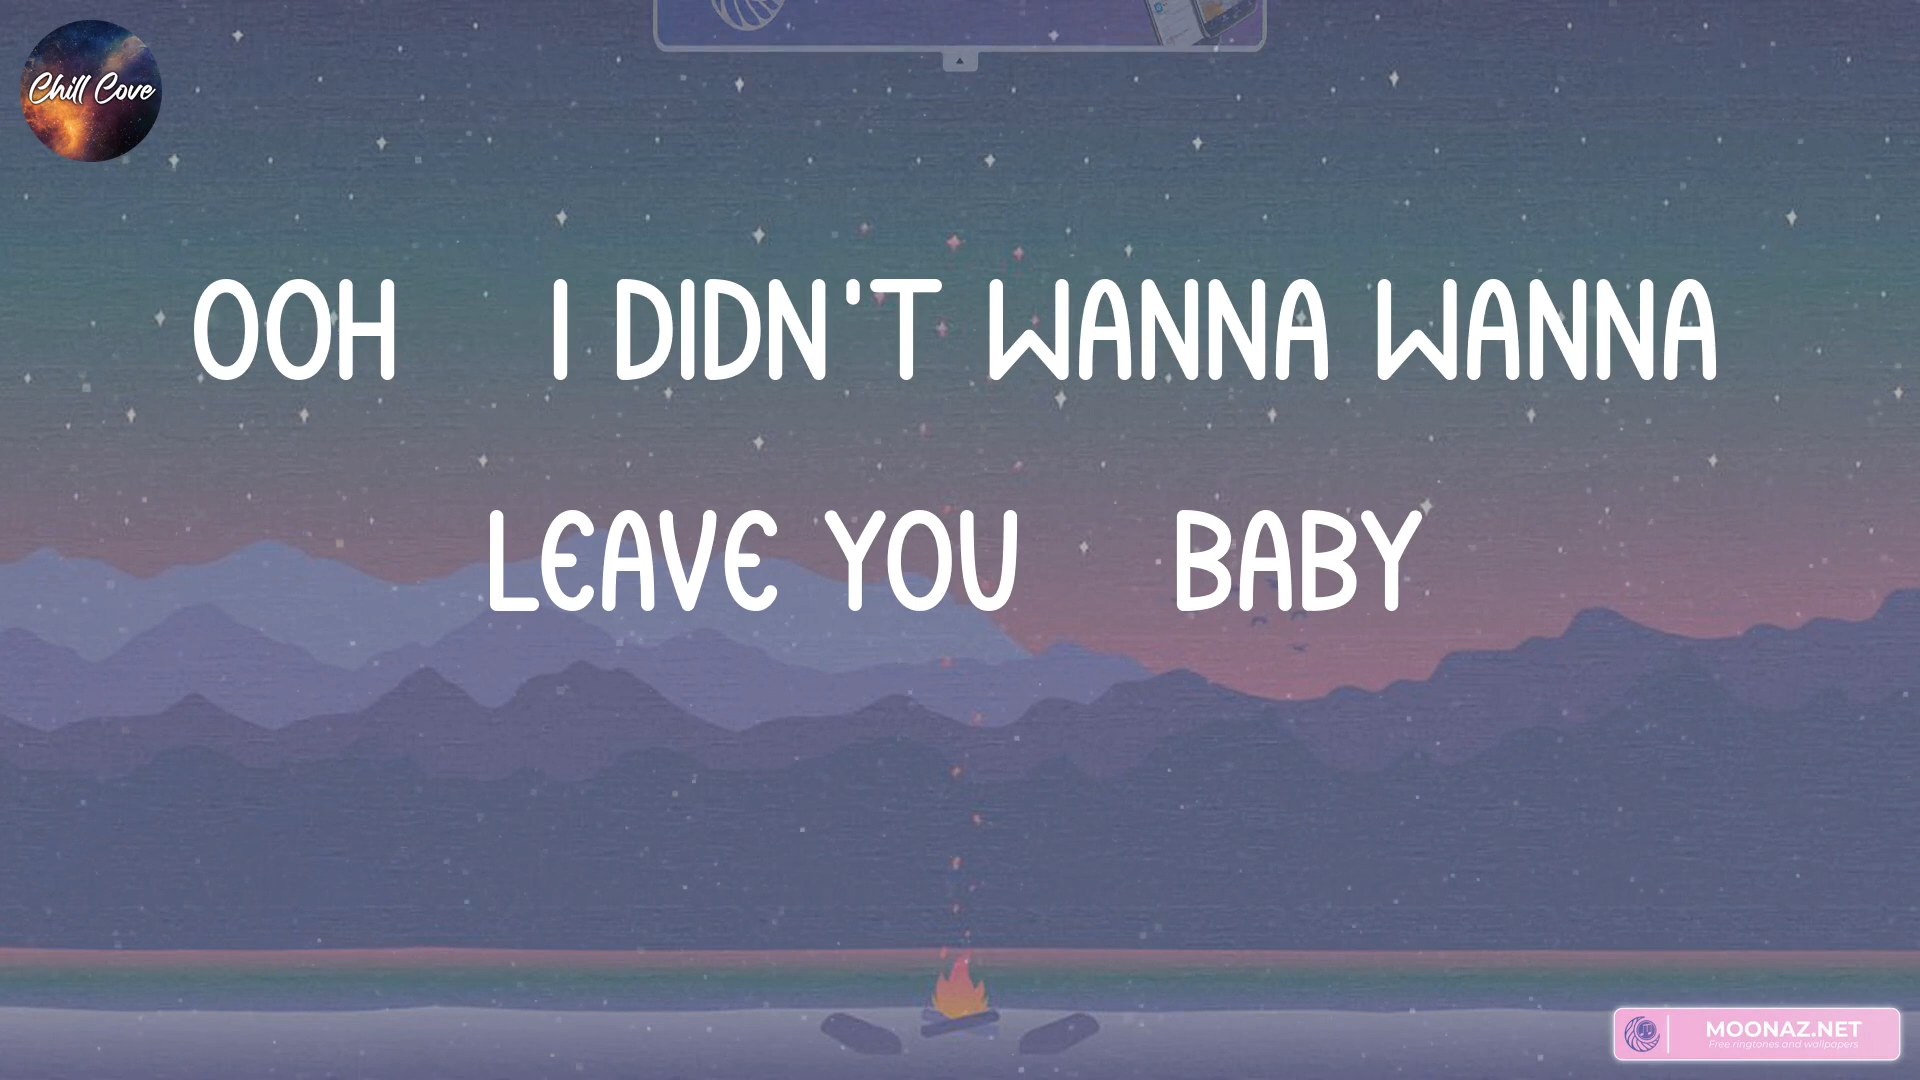 Chill Cove
OOH I DIDN'T WANNA WANNA
LEAVE YOU BABY
MOONAZ.NET
Free ringtones and wallpapers